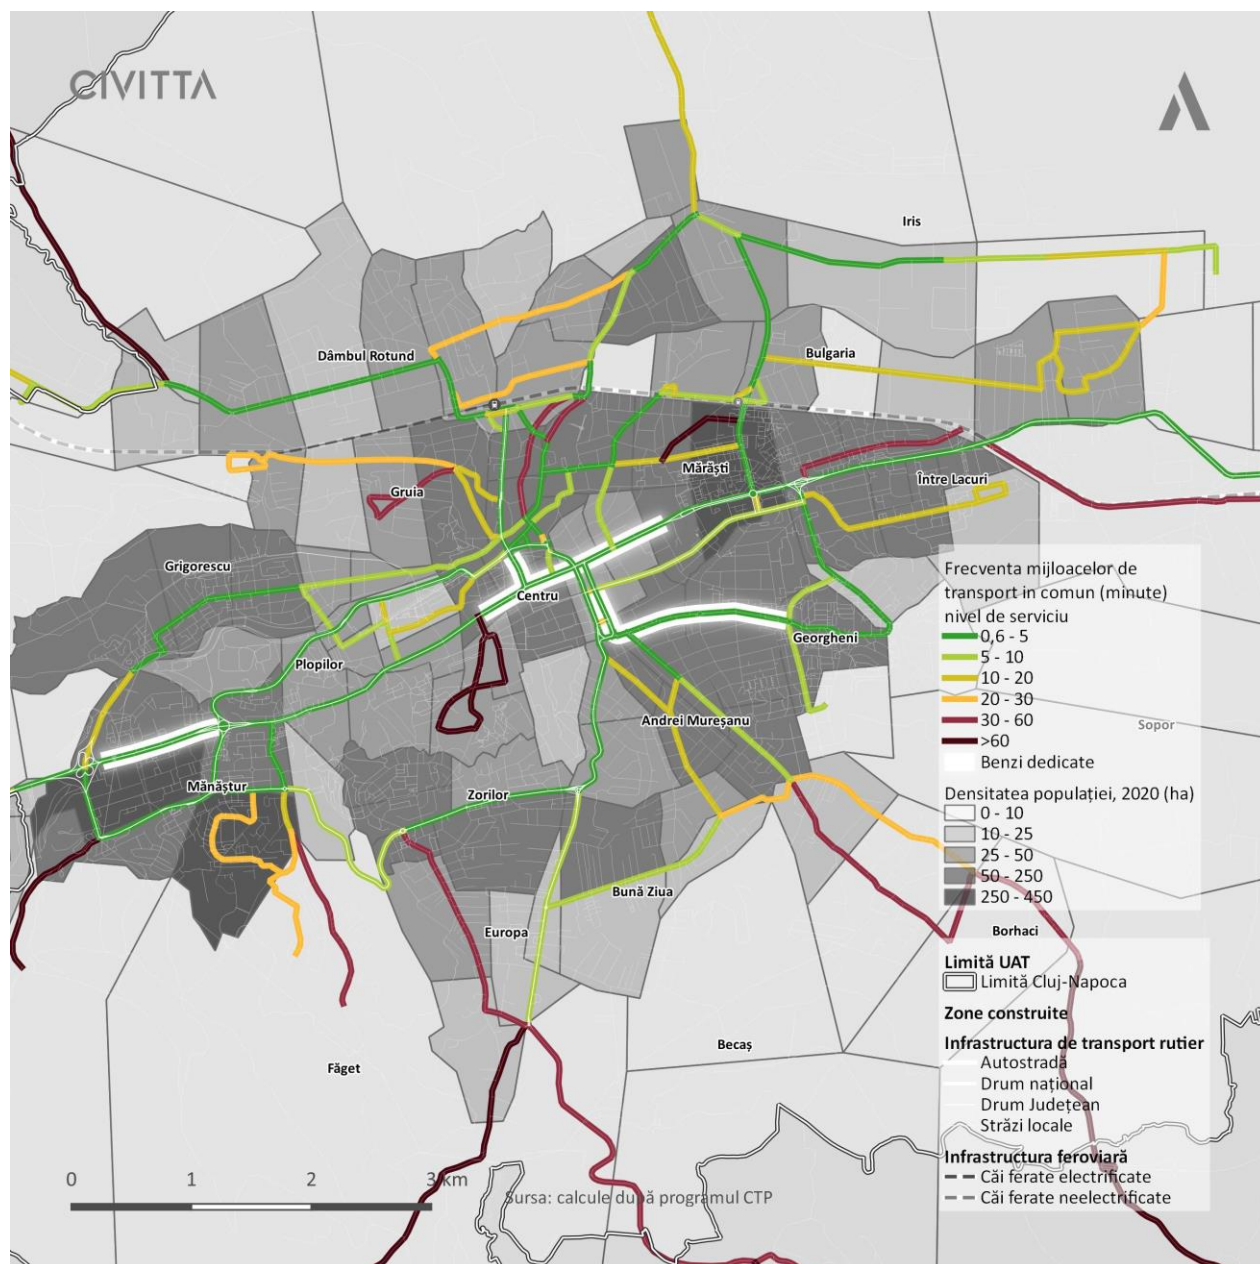 CIVITTA
Iris
Dâmbul Rotund
Bulgaria
Mărăști
Gruia
Între Lacuri
Grigorescu
Centru
Georgheni
Plopilor
Andrei Mureșanu
Sopor
Mănăștur
Zorilor
Bună Ziua
Europa
Borhaci
Becaș
Făget
Frecvența mijloacelor de
transport in comun (minute)
nivel de serviciu
0,6 - 5
5 - 10
10 - 20
20 - 30
30 - 60
>60
Benzi dedicate
Densitatea populației, 2020 (ha)
0 - 10
10 - 25
25 - 50
50 - 250
250 - 450
Limită UAT
Limită Cluj-Napoca
Zone construite
Infrastructura de transport rutier
Autostradă
Drum național
Drum Județean
Străzi locale
Infrastructura feroviară
Căi ferate electrificate
Căi ferate neelectrificate
0 1 2 3 km
Sursa: calcule după programul CTP